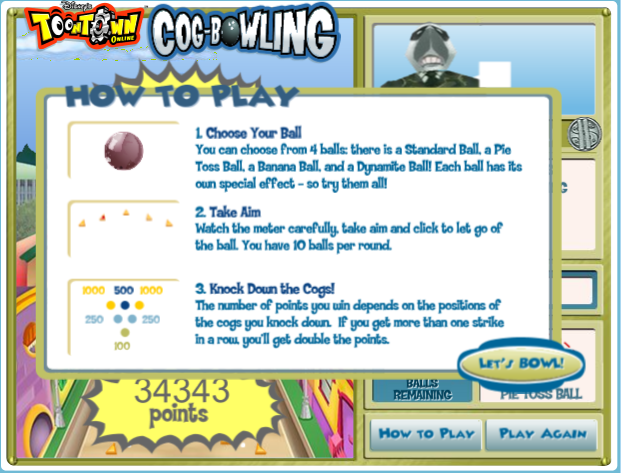 Disney's
TOONTOWN
ONLINE
COG-BOWLING
HOW TO PLAY
1. Choose Your Ball
You can choose from 4 balls: there is a Standard Ball, a Pie
Toss Ball, a Banana Ball, and a Dynamite Ball! Each ball has its
own special effect - so try them all!
2. Take Aim
Watch the meter carefully, take aim and click to let go of
the ball. You have 10 balls per round.
1000 500 1000
250 250
100
3. Knock Down the Cogs!
The number of points you win depends on the positions of
the cogs you knock down. If you get more than one strike
in a row, you'll get double the points.
LET'S BOWL!
34343
points
BALLS
REMAINING
PIE TOSS BALL
HOW TO PLAY
PLAY AGAIN